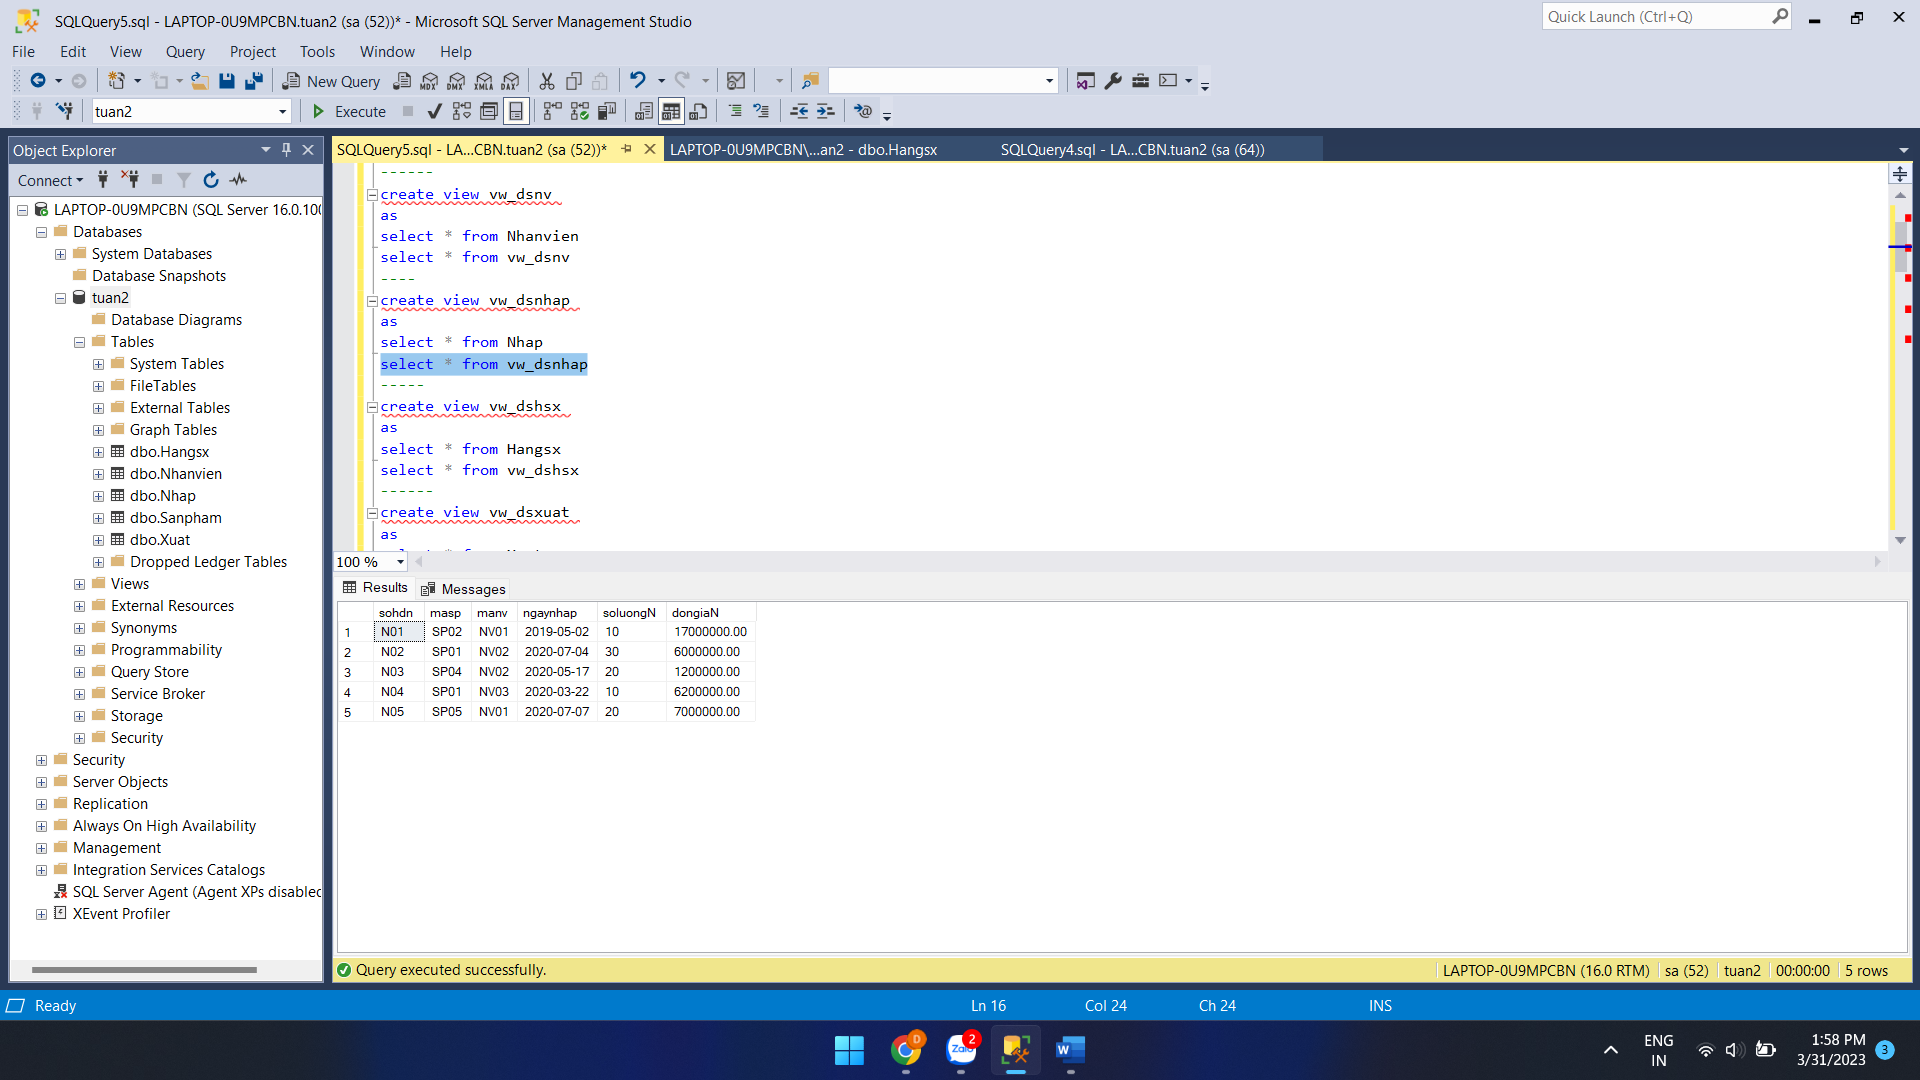 SQLQuery5.sql - LAPTOP-0U9MPCBN.tuan2 (sa (52))* - Microsoft SQL Server Management Studio
Quick Launch (Ctrl+Q)
File Edit View Query Project Tools Window Help
New Query
MDX DMX XMLA DAX
tuan2
Execute
Object Explorer
SQLQuery5.sql - LA...CBN.tuan2 (sa (52))*
LAPTOP-0U9MPCBN\...an2 - dbo.Hangsx
SQLQuery4.sql - LA...CBN.tuan2 (sa (64))
Connect
LAPTOP-0U9MPCBN (SQL Server 16.0.100
Databases
System Databases
Database Snapshots
tuan2
Database Diagrams
Tables
System Tables
FileTables
External Tables
Graph Tables
dbo.Hangsx
dbo.Nhanvien
dbo.Nhap
dbo.Sanpham
dbo.Xuat
Dropped Ledger Tables
Views
External Resources
Synonyms
Programmability
Query Store
Service Broker
Storage
Security
Security
Server Objects
Replication
Always On High Availability
Management
Integration Services Catalogs
SQL Server Agent (Agent XPs disabled
XEvent Profiler
------
create view vw_dsnv
as
select * from Nhanvien
select * from vw_dsnv
----
create view vw_dsnhap
as
select * from Nhap
select * from vw_dsnhap
-----
create view vw_dshsx
as
select * from Hangsx
select * from vw_dshsx
------
create view vw_dsxuat
as
100 %
Results Messages
sohdn masp manv ngaynhap soluongN dongiaN
1 N01 SP02 NV01 2019-05-02 10 17000000.00
2 N02 SP01 NV02 2020-07-04 30 6000000.00
3 N03 SP04 NV02 2020-05-17 20 1200000.00
4 N04 SP01 NV03 2020-03-22 10 6200000.00
5 N05 SP05 NV01 2020-07-07 20 7000000.00
Query executed successfully.
LAPTOP-0U9MPCBN (16.0 RTM) sa (52) tuan2 00:00:00 5 rows
Ready Ln 16 Col 24 Ch 24 INS
D
Zalo 2
W
ENG
IN
1:58 PM
3/31/2023
3